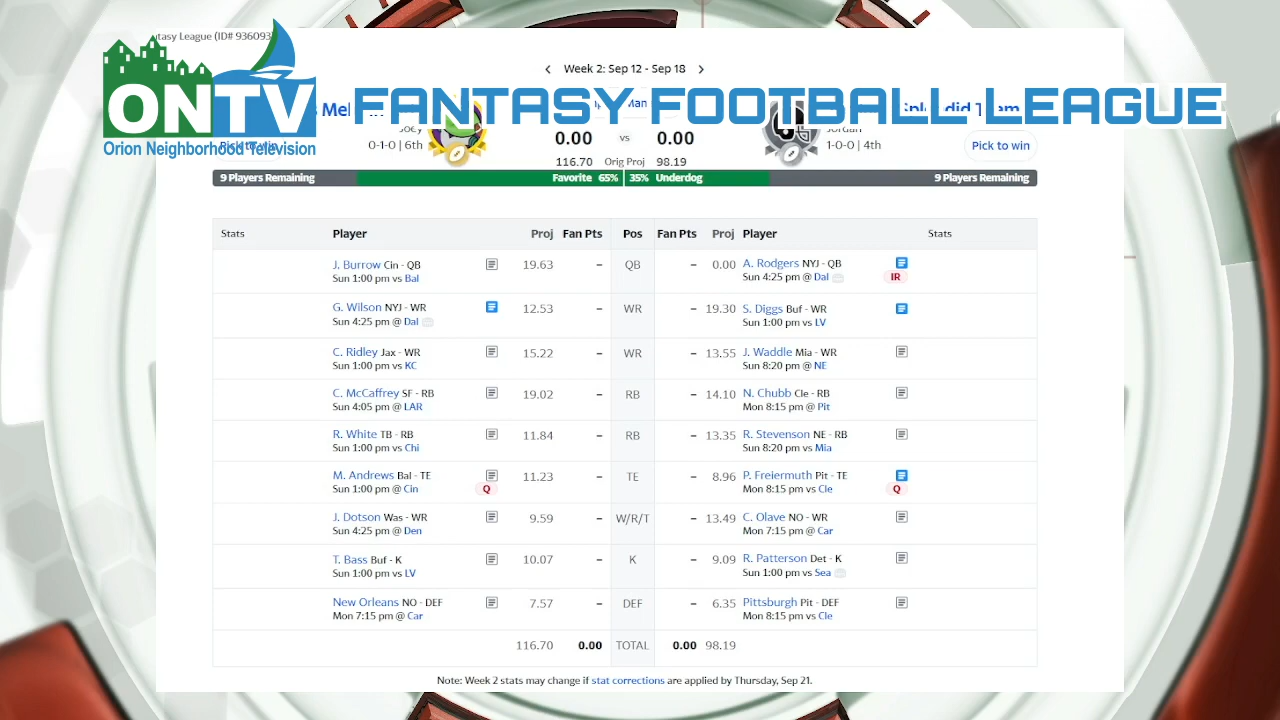 tasy League (ID# 936093
ONTV
Orion Neighborhood Television
FANTASY FOOTBALL LEAGUE
Week 2: Sep 12 - Sep 18
0-1-0 | 6th
0.00 vs 0.00
Jordan
1-0-0 | 4th
Pick to win
116.70 Orig Proj 98.19
9 Players Remaining Favorite 65% 35% Underdog 9 Players Remaining
Stats Player Proj Fan Pts Pos Fan Pts Proj Player Stats
J. Burrow Cin - QB 19.63 – QB – 0.00 A. Rodgers NYJ - QB
Sun 1:00 pm vs Bal Sun 4:25 pm @ Dal IR
G. Wilson NYJ - WR 12.53 – WR – 19.30 S. Diggs Buf - WR
Sun 4:25 pm @ Dal Sun 1:00 pm vs LV
C. Ridley Jax - WR 15.22 – WR – 13.55 J. Waddle Mia - WR
Sun 1:00 pm vs KC Sun 8:20 pm @ NE
C. McCaffrey SF - RB 19.02 – RB – 14.10 N. Chubb Cle - RB
Sun 4:05 pm @ LAR Mon 8:15 pm @ Pit
R. White TB - RB 11.84 – RB – 13.35 R. Stevenson NE - RB
Sun 1:00 pm vs Chi Sun 8:20 pm vs Mia
M. Andrews Bal - TE 11.23 – TE – 8.96 P. Freiermuth Pit - TE
Sun 1:00 pm @ Cin Q Mon 8:15 pm vs Cle Q
J. Dotson Was - WR 9.59 – W/R/T – 13.49 C. Olave NO - WR
Sun 4:25 pm @ Den Mon 7:15 pm @ Car
T. Bass Buf - K 10.07 – K – 9.09 R. Patterson Det - K
Sun 1:00 pm vs LV Sun 1:00 pm vs Sea
New Orleans NO - DEF 7.57 – DEF – 6.35 Pittsburgh Pit - DEF
Mon 7:15 pm @ Car Mon 8:15 pm vs Cle
116.70 0.00 TOTAL 0.00 98.19
Note: Week 2 stats may change if stat corrections are applied by Thursday, Sep 21.